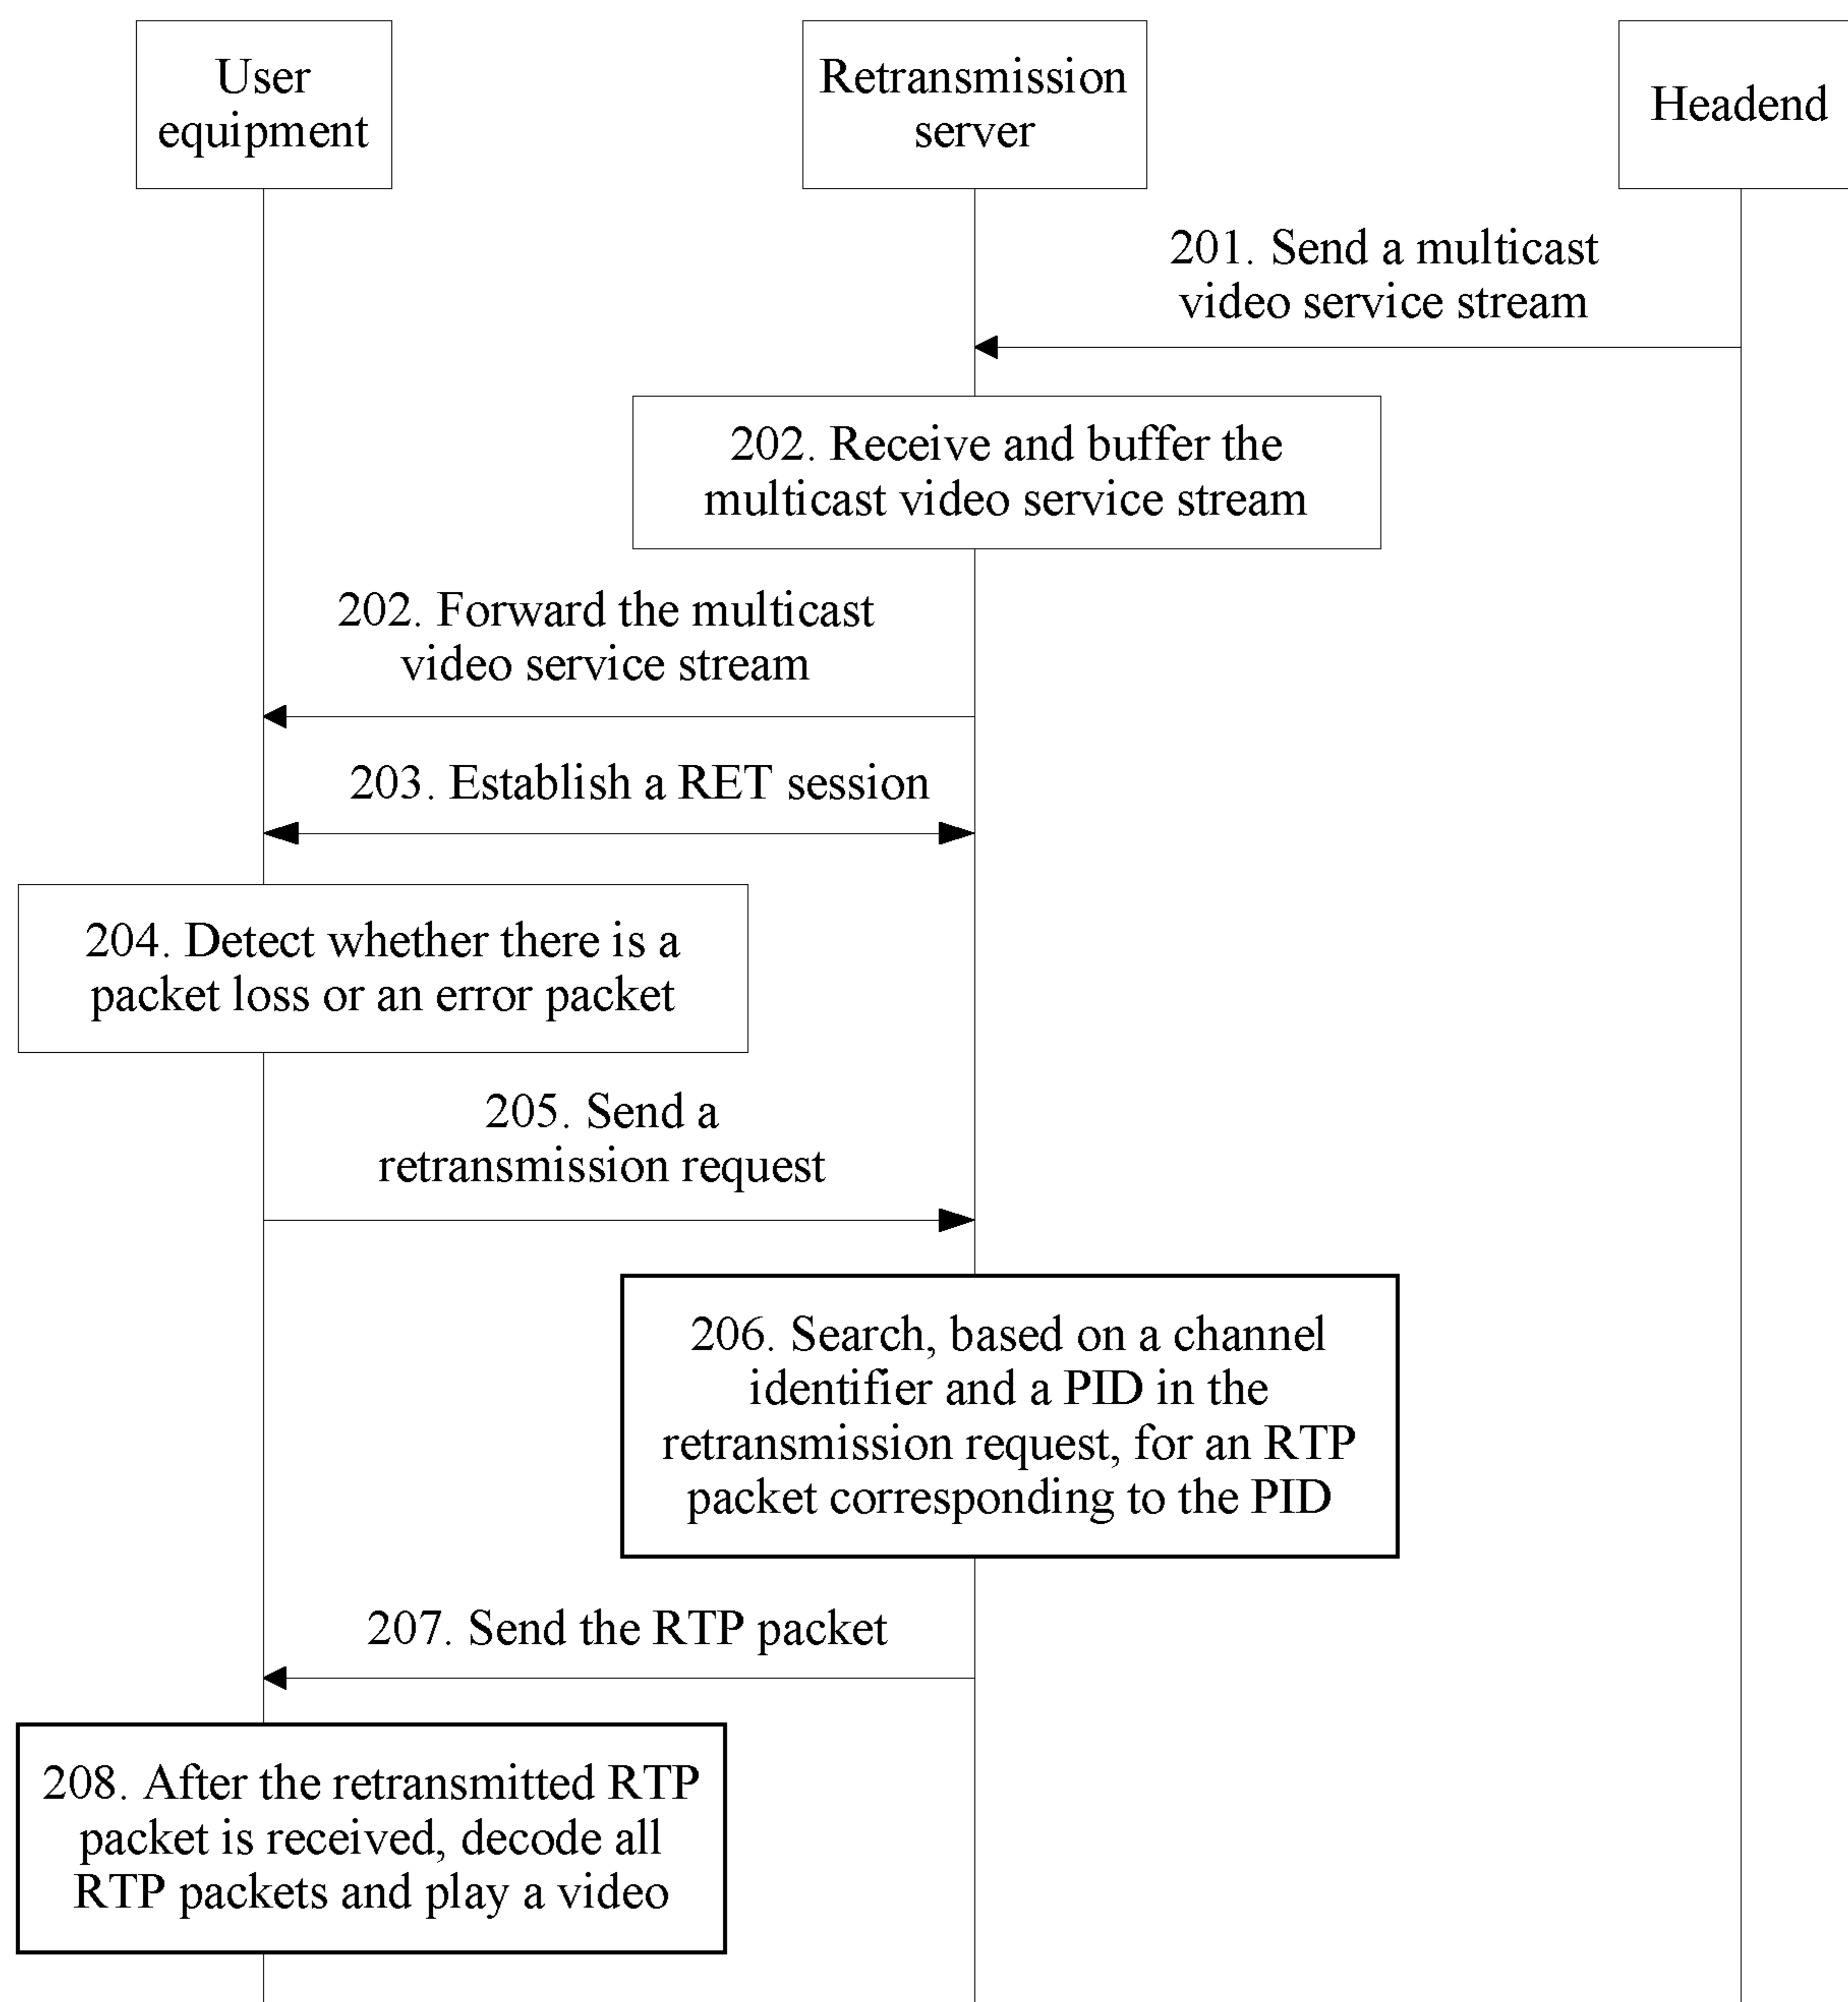 User
equipment
Retransmission
server
Headend
201. Send a multicast
video service stream
202. Receive and buffer the
multicast video service stream
202. Forward the multicast
video service stream
203. Establish a RET session
204. Detect whether there is a
packet loss or an error packet
205. Send a
retransmission request
206. Search, based on a channel
identifier and a PID in the
retransmission request, for an RTP
packet corresponding to the PID
207. Send the RTP packet
208. After the retransmitted RTP
packet is received, decode all
RTP packets and play a video